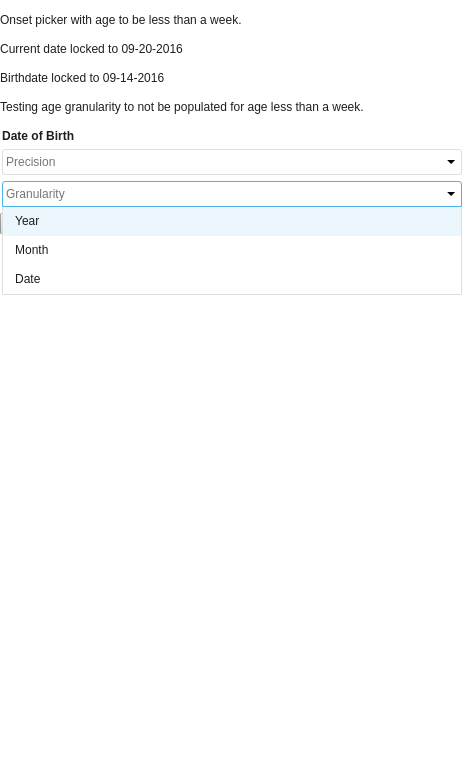 Onset picker with age to be less than a week.
Current date locked to 09-20-2016
Birthdate locked to 09-14-2016
Testing age granularity to not be populated for age less than a week.
Date of Birth
Precision
Granularity
Year
Month
Date